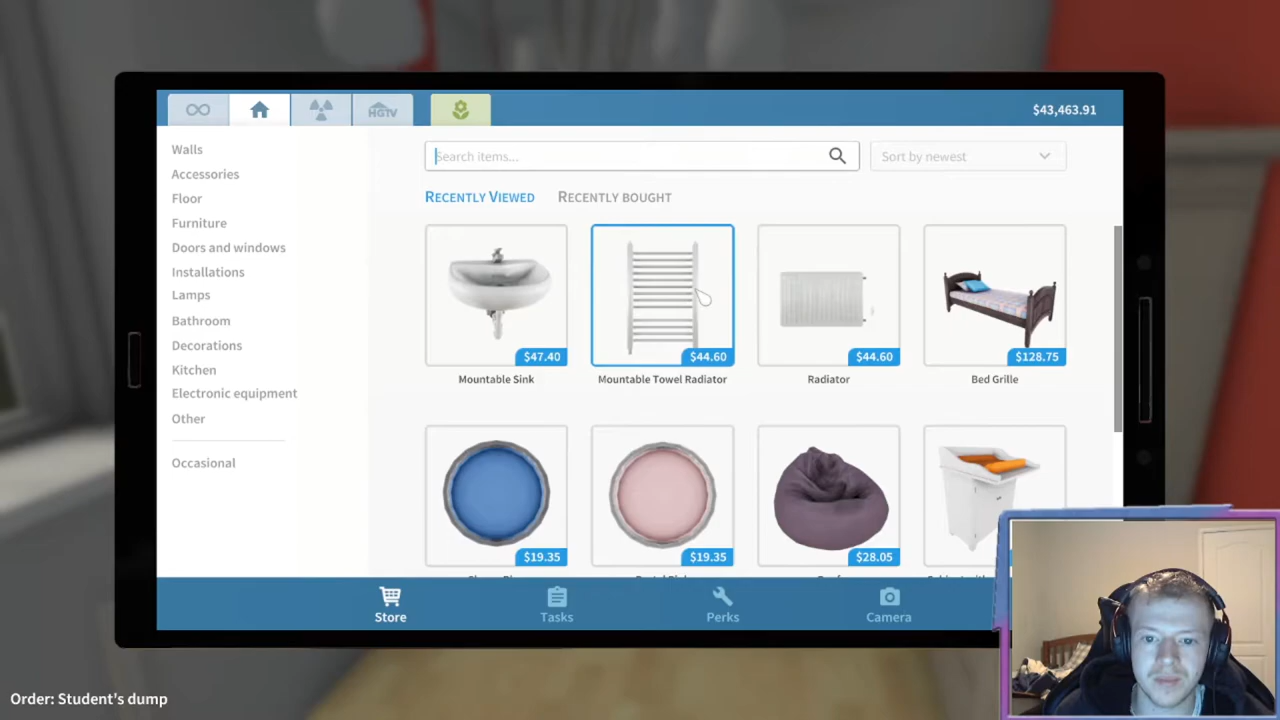 HGTV
$43,463.91
Walls
Accessories
Floor
Furniture
Doors and windows
Installations
Lamps
Bathroom
Decorations
Kitchen
Electronic equipment
Other
Occasional
Search items...
Sort by newest
RECENTLY VIEWED
RECENTLY BOUGHT
$47.40
$44.60
$44.60
$128.75
Mountable Sink
Mountable Towel Radiator
Radiator
Bed Grille
$19.35
$19.35
$28.05
Store
Tasks
Perks
Camera
Order: Student's dump